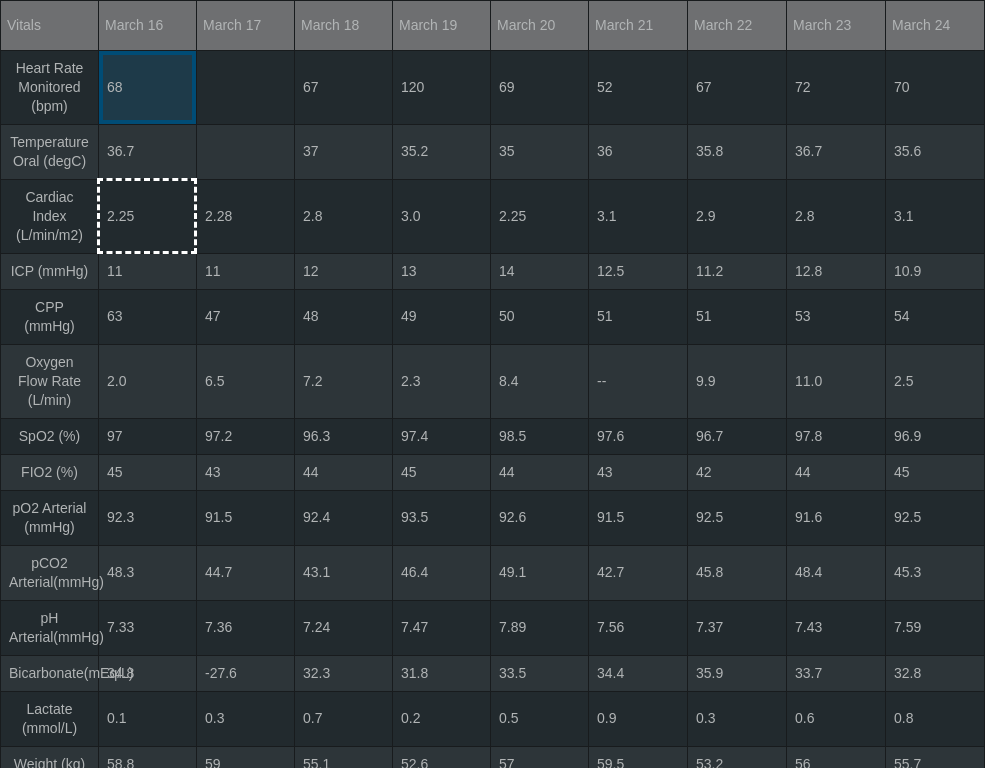 Vitals March 16 March 17 March 18 March 19 March 20 March 21 March 22 March 23 March 24
Heart Rate
Monitored
(bpm)
68 67 120 69 52 67 72 70
Temperature
Oral (degC)
36.7 37 35.2 35 36 35.8 36.7 35.6
Cardiac
Index
(L/min/m2)
2.25 2.28 2.8 3.0 2.25 3.1 2.9 2.8 3.1
ICP (mmHg) 11 11 12 13 14 12.5 11.2 12.8 10.9
CPP
(mmHg)
63 47 48 49 50 51 51 53 54
Oxygen
Flow Rate
(L/min)
2.0 6.5 7.2 2.3 8.4 -- 9.9 11.0 2.5
SpO2 (%) 97 97.2 96.3 97.4 98.5 97.6 96.7 97.8 96.9
FIO2 (%) 45 43 44 45 44 43 42 44 45
pO2 Arterial
(mmHg)
92.3 91.5 92.4 93.5 92.6 91.5 92.5 91.6 92.5
pCO2
Arterial(mmHg)
48.3 44.7 43.1 46.4 49.1 42.7 45.8 48.4 45.3
pH
Arterial(mmHg)
7.33 7.36 7.24 7.47 7.89 7.56 7.37 7.43 7.59
Bicarbonate(mEq/L) -27.6 32.3 31.8 33.5 34.4 35.9 33.7 32.8
Lactate
(mmol/L)
0.1 0.3 0.7 0.2 0.5 0.9 0.3 0.6 0.8
Weight (kg) 58.8 59 55.1 52.6 57 59.5 53.2 56 55.7